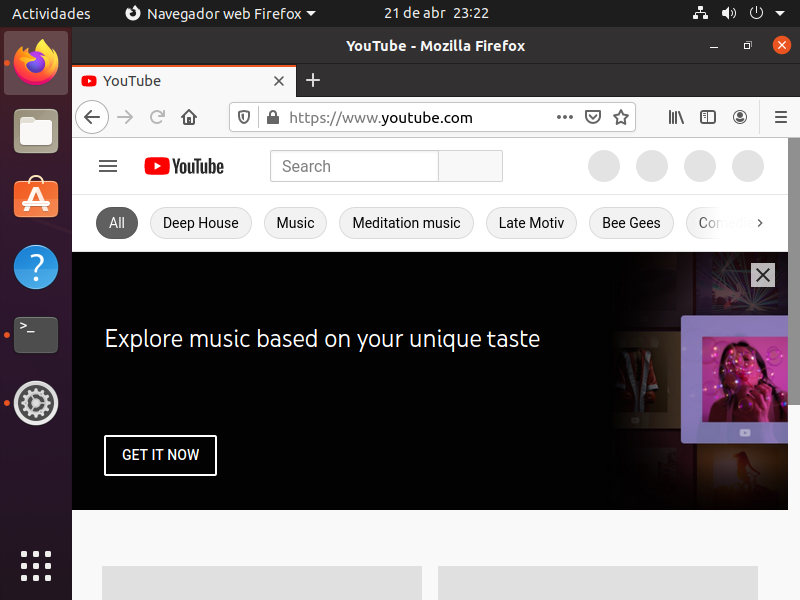 Actividades
Navegador web Firefox
21 de abr 23:22
YouTube - Mozilla Firefox
YouTube
https://www.youtube.com
YouTube
Search
All
Deep House
Music
Meditation music
Late Motiv
Bee Gees
Explore music based on your unique taste
GET IT NOW